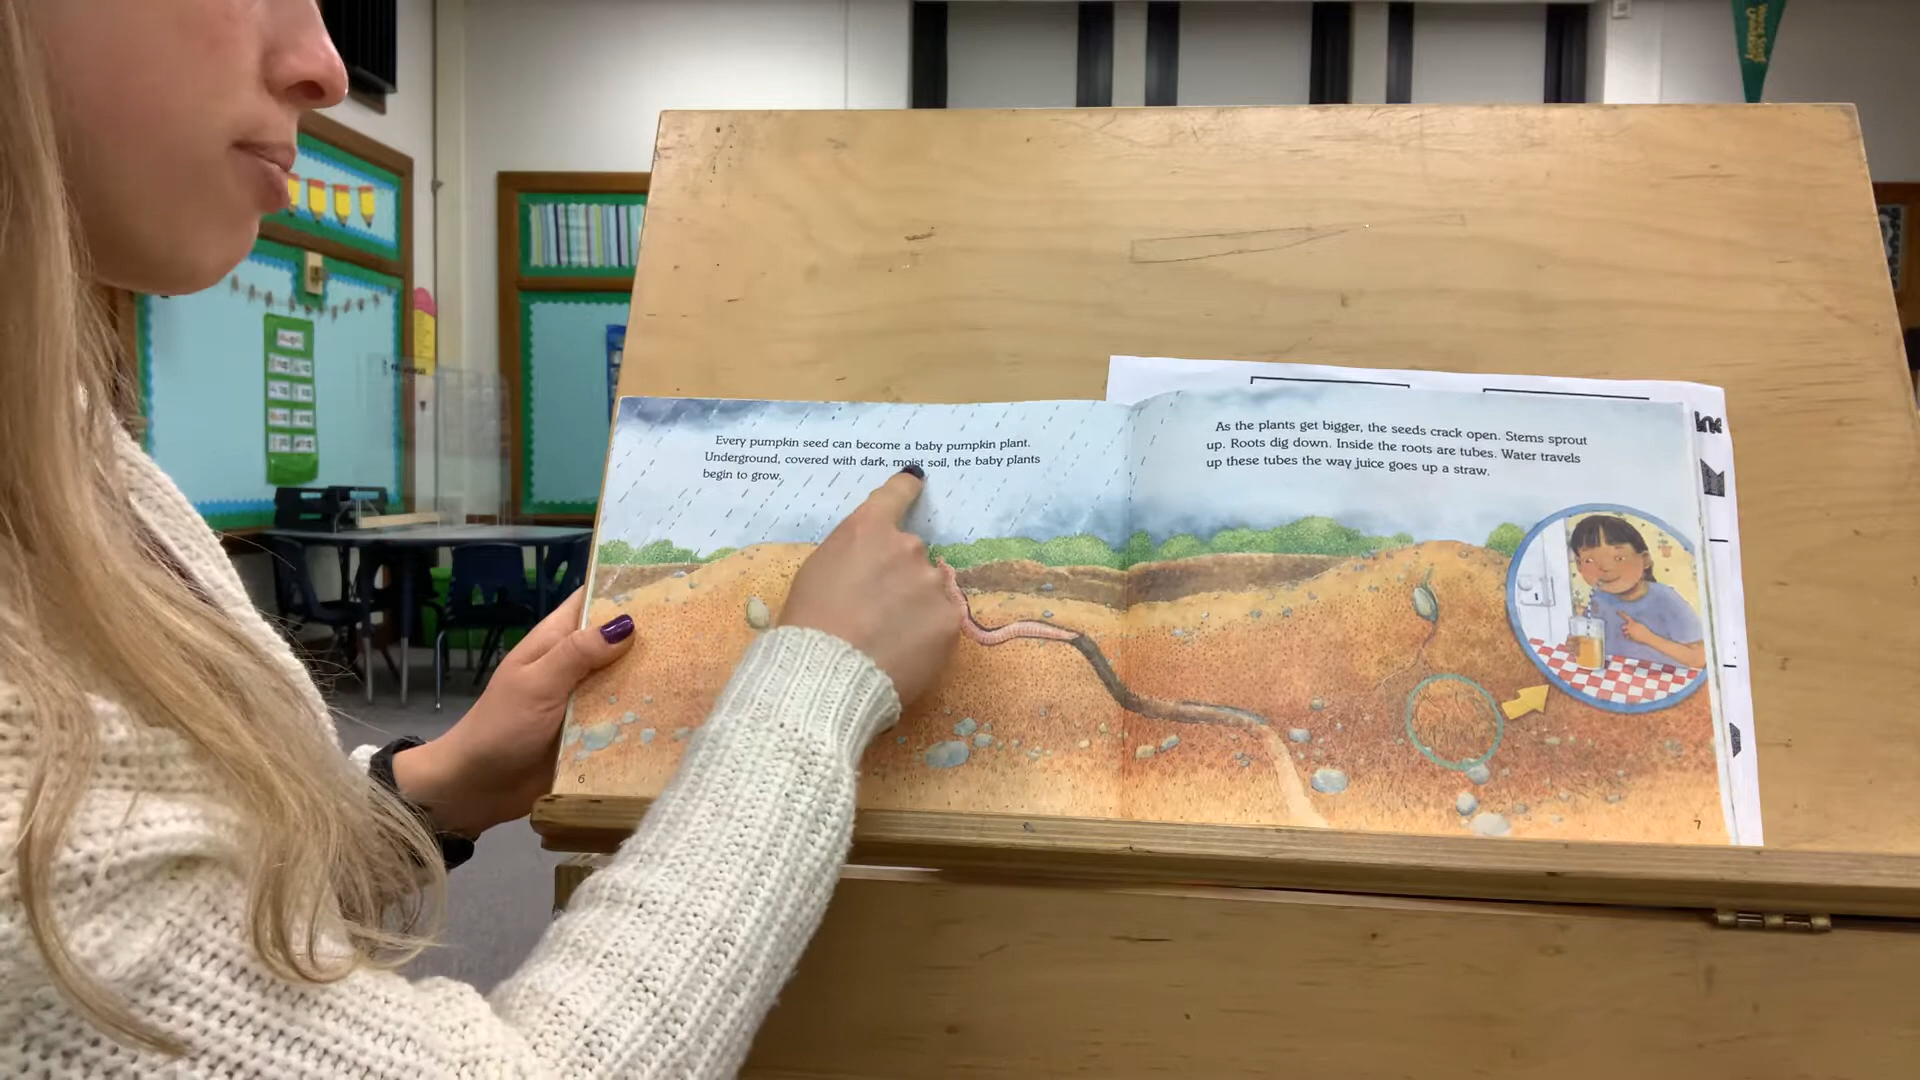 Every pumpkin seed can become a baby pumpkin plant.
Underground, covered with dark, moist soil, the baby plants
begin to grow.
6
As the plants get bigger, the seeds crack open. Stems sprout
up. Roots dig down. Inside the roots are tubes. Water travels
up these tubes the way juice goes up a straw.
7